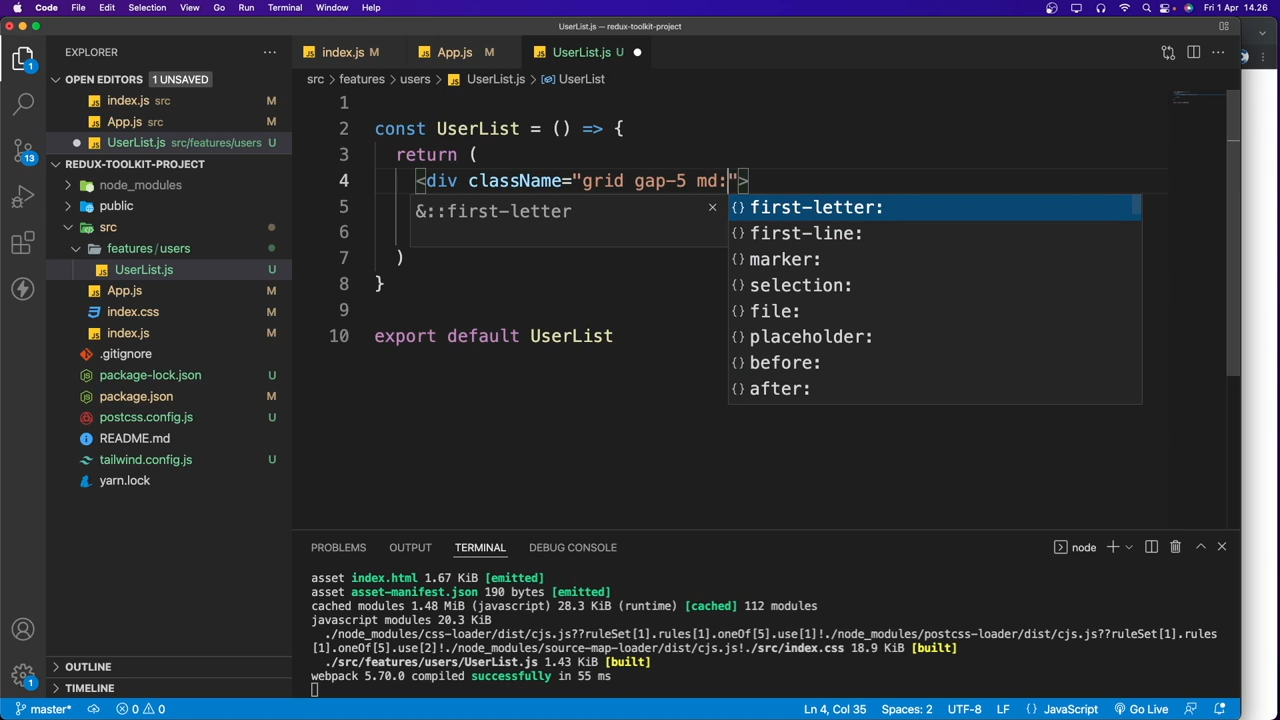 Code File Edit Selection View Go Run Terminal Window Help Fri 1 Apr 14.26
UserList.js — redux-toolkit-project
EXPLORER
OPEN EDITORS 1 UNSAVED
index.js src M
App.js src M
UserList.js src/features/users U
REDUX-TOOLKIT-PROJECT
node_modules
public
src
features / users
UserList.js U
App.js M
index.css M
index.js M
.gitignore
package-lock.json U
package.json M
postcss.config.js U
README.md
tailwind.config.js U
yarn.lock
OUTLINE
TIMELINE
1
13
1
index.js M App.js M UserList.js U
src > features > users > UserList.js > UserList
1
2 const UserList = () => {
3 return (
4 <div className="grid gap-5 md:">
5
6
7 )
8 }
9
10 export default UserList
&::first-letter
first-letter:
first-line:
marker:
selection:
file:
placeholder:
before:
after:
PROBLEMS OUTPUT TERMINAL DEBUG CONSOLE node
asset index.html 1.67 KiB [emitted]
asset asset-manifest.json 190 bytes [emitted]
cached modules 1.48 MiB (javascript) 28.3 KiB (runtime) [cached] 112 modules
javascript modules 20.3 KiB
./node_modules/css-loader/dist/cjs.js??ruleSet[1].rules[1].oneOf[5].use[1]!./node_modules/postcss-loader/dist/cjs.js??ruleSet[1].rules
[1].oneOf[5].use[2]!./node_modules/source-map-loader/dist/cjs.js!./src/index.css 18.9 KiB [built]
./src/features/users/UserList.js 1.43 KiB [built]
webpack 5.70.0 compiled successfully in 55 ms
master* 0 0 Ln 4, Col 35 Spaces: 2 UTF-8 LF {} JavaScript Go Live